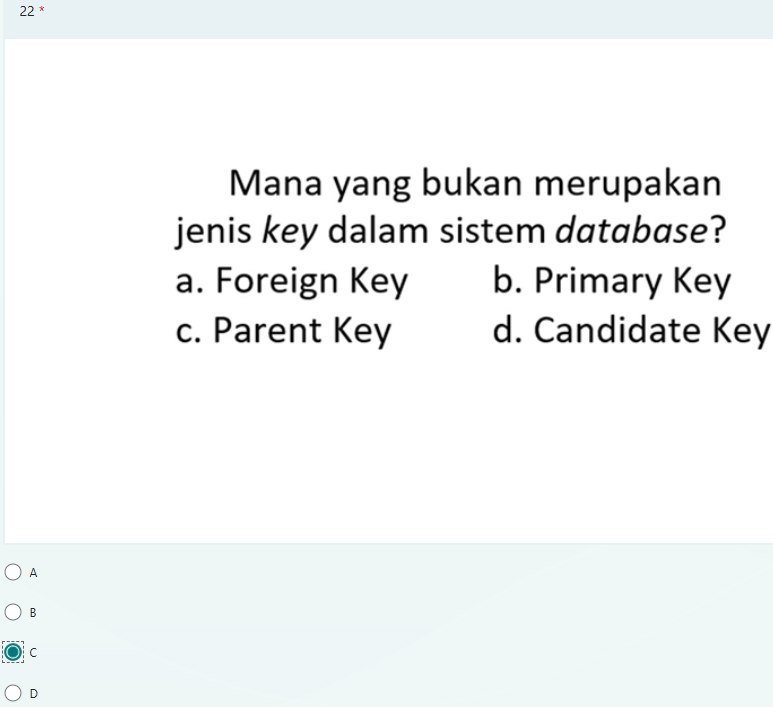 22 *
Mana yang bukan merupakan
jenis key dalam sistem database?
a. Foreign Key b. Primary Key
c. Parent Key d. Candidate Key
A
B
C
D